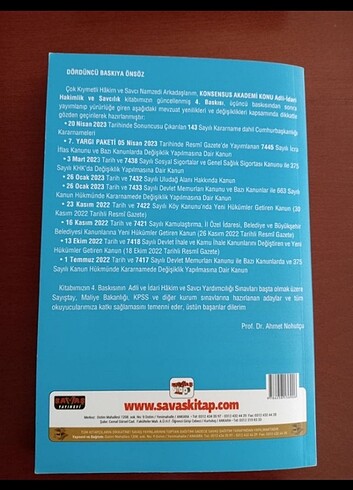 DÖRDÜNCÜ BASKIYA ÖNSÖZ
Çok Kıymetli Hâkim ve Savcı Namzedi Arkadaşlarım, KONSENSUS AKADEMİ KONU Adli-İdari
Hakimlik ve Savcılık kitabımızın güncellenmiş 4. Baskısı, üçüncü baskısından sonra
yayımlanıp yürürlüğe giren aşağıdaki mevzuat yenilikleri ve değişiklikleri kapsamında dikkatle
gözden geçirilerek hazırlanmıştır:
• 20 Nisan 2023 Tarihinde Sonuncusu Çıkarılan 143 Sayılı Kararname dahil Cumhurbaşkanlığı
Kararnameleri
• 7. YARGI PAKETİ 05 Nisan 2023 Tarihinde Resmî Gazete'de Yayımlanan 7445 Sayılı İcra
İflas Kanunu ve Bazı Kanunlarda Değişiklik Yapılmasına Dair Kanun
• 3 Mart 2023 Tarih ve 7438 Sayılı Sosyal Sigortalar ve Genel Sağlık Sigortası Kanunu ile 375
Sayılı KHK'da Değişiklik Yapılmasına Dair Kanun
• 26 Ocak 2023 Tarih ve 7432 Sayılı Uludağ Alanı Hakkında Kanun
• 26 Ocak 2023 Tarih ve 7433 Sayılı Devlet Memurları Kanunu ve Bazı Kanunlar ile 663 Sayılı
Kanun Hükmünde Kararnamede Değişiklik Yapılmasına Dair Kanun
• 23 Kasım 2022 Tarih ve 7422 Sayılı Köy Kanunu'nda Yeni Hükümler Getiren Kanun (30
Kasım 2022 Tarihli Resmî Gazete)
• 16 Kasım 2022 Tarih ve 7421 Sayılı Kamulaştırma, İl Özel İdaresi, Belediye ve Büyükşehir
Belediyesi Kanunlarına Yeni Hükümler Getiren Kanun (26 Kasım 2022 Tarihli Resmî Gazete)
• 13 Ekim 2022 Tarih ve 7418 Sayılı Devlet İhale ve Kamu İhale Kanunlarını Değiştiren ve Yeni
Hükümler Getiren Kanun (18 Ekim 2022 Tarihli Resmî Gazete)
• 1 Temmuz 2022 Tarih ve 7417 Sayılı Devlet Memurları Kanunu ile Bazı Kanunlarda ve 375
Sayılı Kanun Hükmünde Kararnamede Değişiklik Yapılmasına Dair Kanun
Kitabımızın 4. Baskısının Adli ve İdari Hâkim ve Savcı Yardımcılığı Sınavları başta olmak üzere
Sayıştay, Maliye Bakanlığı, KPSS ve diğer kurum sınavlarına hazırlanan adaylar ve tüm
okuyucularımıza katkı sağlamasını temenni eder, üstün başarılar dilerim
Prof. Dr. Ahmet Nohutçu
SAVAŞ
YAYINEVİ
www.savaskitap.com